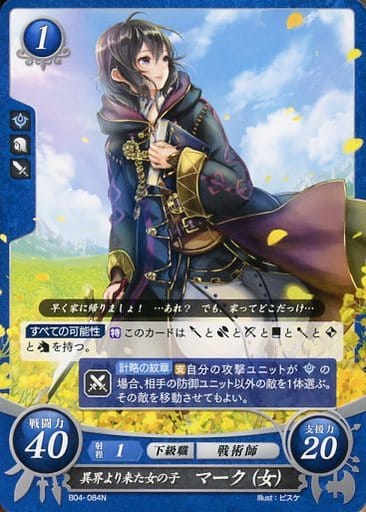 1
早く家に帰りましょ! …あれ? でも、家ってどこだっけ…
すべての可能性 特 このカードは と と と と と と
と を持つ。
計略の紋章 支 自分の攻撃ユニットが の
場合、相手の防御ユニット以外の敵を1体選ぶ。
その敵を移動させてもよい。
戦闘力
40
射程 1
下級職
戦術師
支援力
20
異界より来た女の子 マーク(女)
B04-084N
Illust:ビスケ